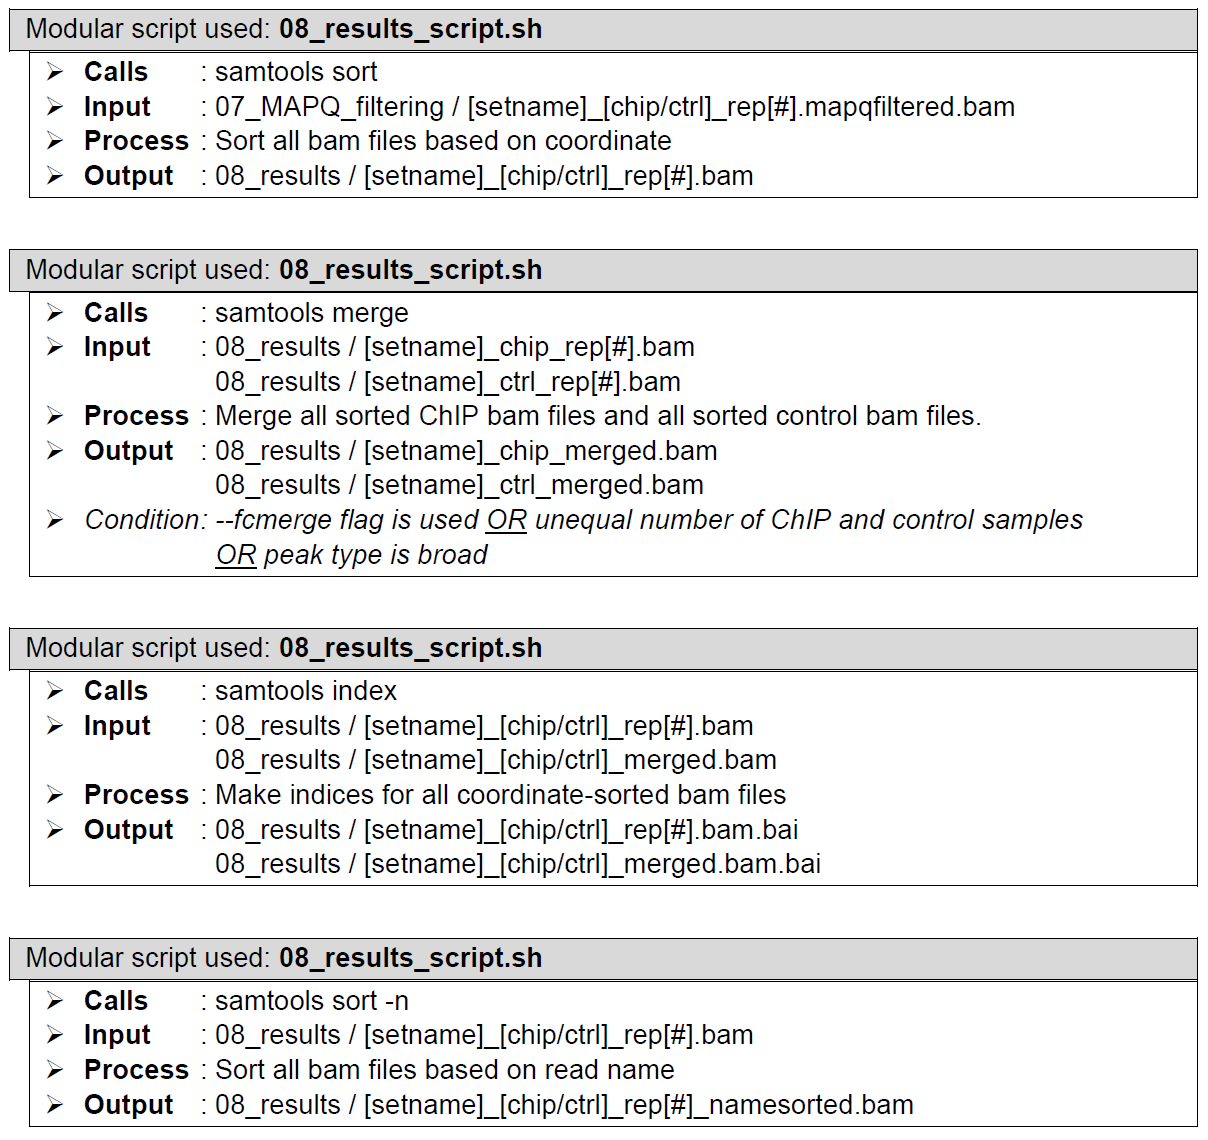 Modular script used: 08_results_script.sh
➢ Calls : samtools sort
➢ Input : 07_MAPQ_filtering / [setname]_[chip/ctrl]_rep[#].mapqfiltered.bam
➢ Process : Sort all bam files based on coordinate
➢ Output : 08_results / [setname]_[chip/ctrl]_rep[#].bam
Modular script used: 08_results_script.sh
➢ Calls : samtools merge
➢ Input : 08_results / [setname]_chip_rep[#].bam
08_results / [setname]_ctrl_rep[#].bam
➢ Process : Merge all sorted ChIP bam files and all sorted control bam files.
➢ Output : 08_results / [setname]_chip_merged.bam
08_results / [setname]_ctrl_merged.bam
➢ Condition: --fcmerge flag is used OR unequal number of ChIP and control samples
OR peak type is broad
Modular script used: 08_results_script.sh
➢ Calls : samtools index
➢ Input : 08_results / [setname]_[chip/ctrl]_rep[#].bam
08_results / [setname]_[chip/ctrl]_merged.bam
➢ Process : Make indices for all coordinate-sorted bam files
➢ Output : 08_results / [setname]_[chip/ctrl]_rep[#].bam.bai
08_results / [setname]_[chip/ctrl]_merged.bam.bai
Modular script used: 08_results_script.sh
➢ Calls : samtools sort -n
➢ Input : 08_results / [setname]_[chip/ctrl]_rep[#].bam
➢ Process : Sort all bam files based on read name
➢ Output : 08_results / [setname]_[chip/ctrl]_rep[#]_namesorted.bam